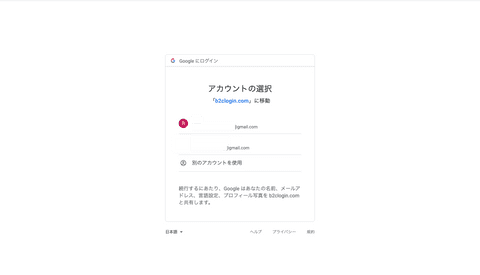 Google にログイン
アカウントの選択
「b2clogin.com」に移動
jigmail.com
jigmail.com
別のアカウントを使用
続行するにあたり、Google はあなたの名前、メールア
ドレス、言語設定、プロフィール写真を b2clogin.com
と共有します。
日本語 ヘルプ プライバシー 規約